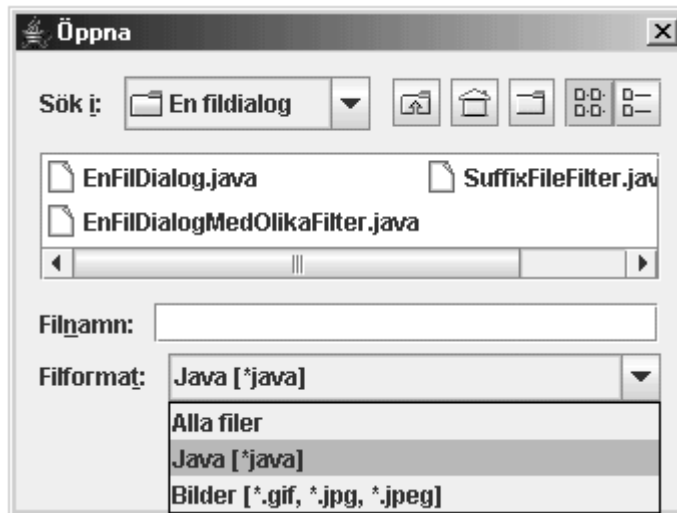 Öppna
Sök i: En fildialog
EnFilDialog.java SuffixFileFilter.jav
EnFilDialogMedOlikaFilter.java
Filnamn:
Filformat: Java [*java]
Alla filer
Java [*java]
Bilder [*.gif, *.jpg, *.jpeg]